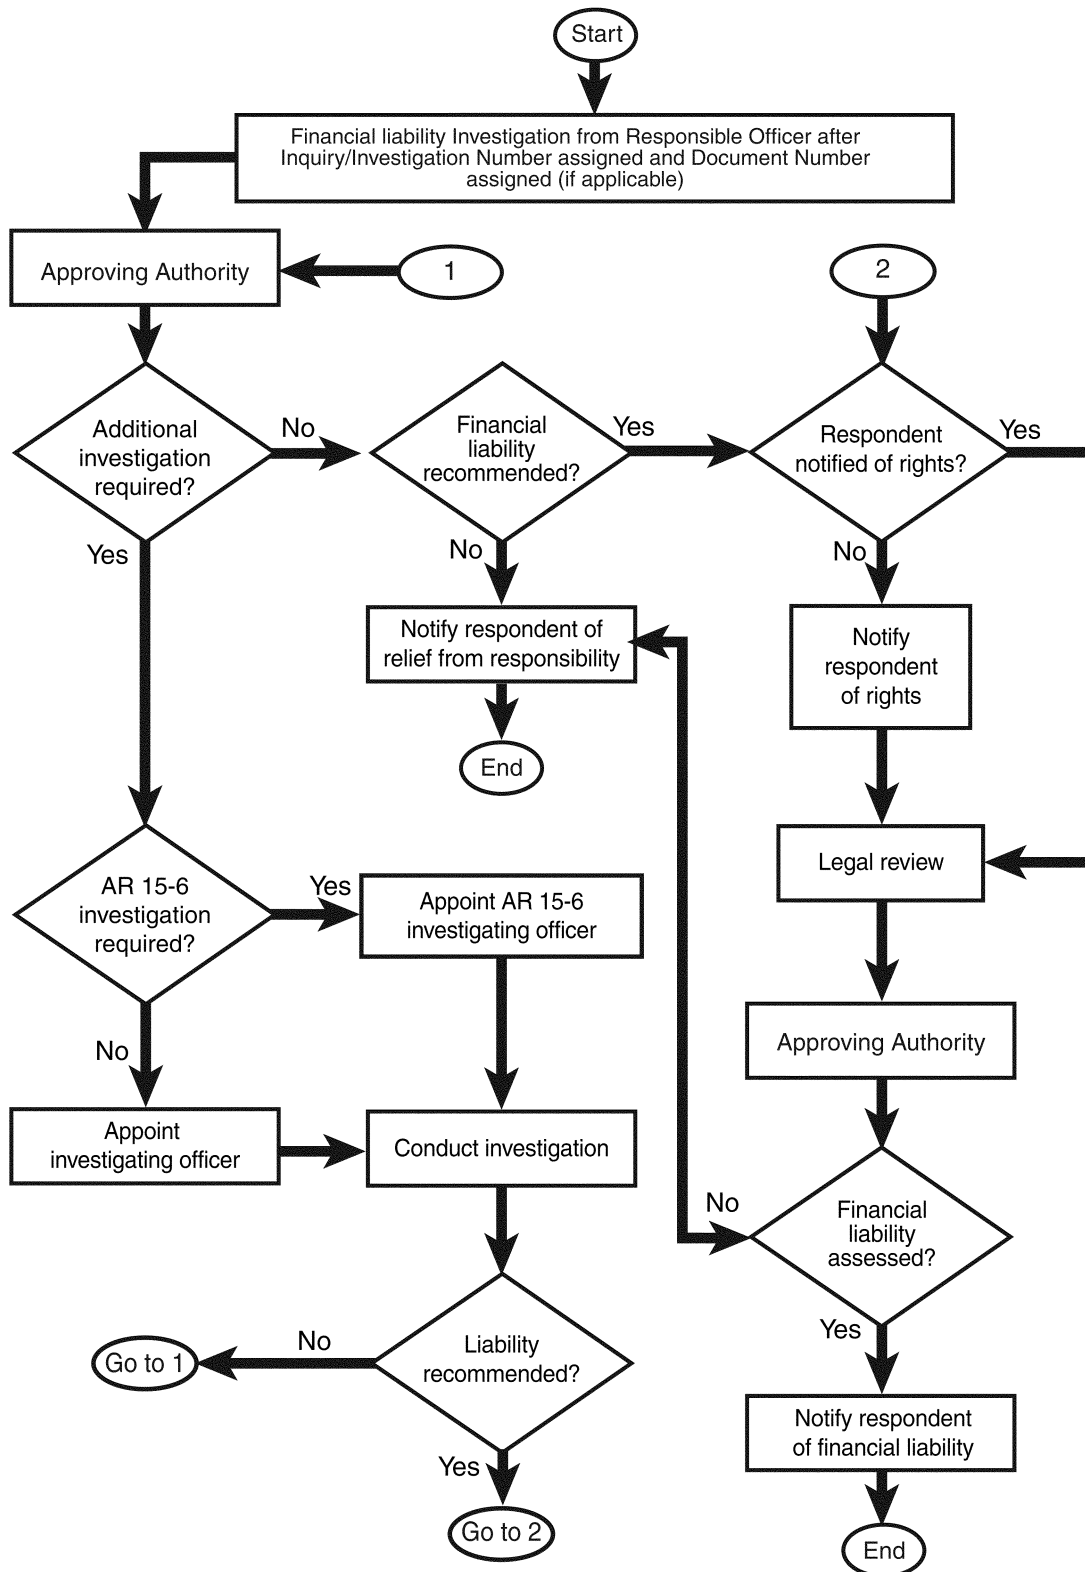 Start
Financial liability Investigation from Responsible Officer after
Inquiry/Investigation Number assigned and Document Number
assigned (if applicable)
Approving Authority
1
2
Additional
investigation
required?
No
Financial
liability
recommended?
Yes
Respondent
notified of rights?
Yes
Yes
No
No
Notify respondent of
relief from responsibility
Notify
respondent
of rights
End
Legal review
AR 15-6
investigation
required?
Yes
Appoint AR 15-6
investigating officer
Approving Authority
No
Appoint
investigating officer
Conduct investigation
No
Financial
liability
assessed?
Yes
Go to 1
No
Liability
recommended?
Notify respondent
of financial liability
Yes
Go to 2
End